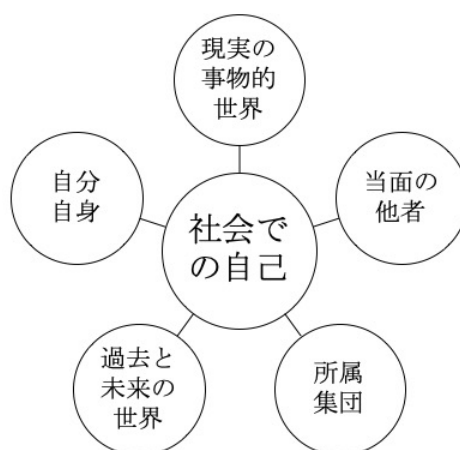 現実の
事物的
世界
自分
自身
当面の
他者
社会で
の自己
過去と
未来の
世界
所属
集団